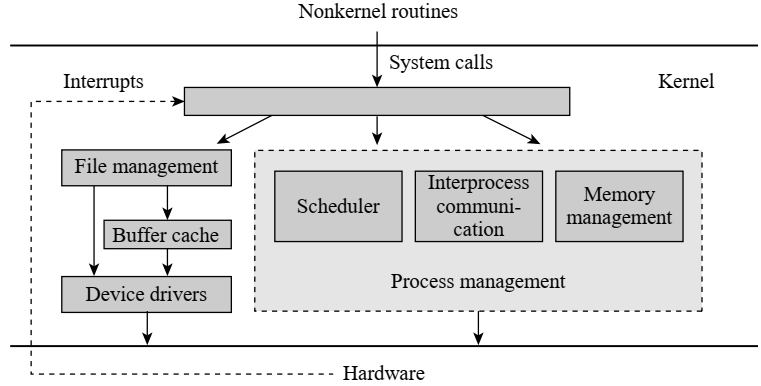 Nonkernel routines
System calls
Interrupts
Kernel
File management
Scheduler
Interprocess
communi-
cation
Memory
management
Buffer cache
Process management
Device drivers
Hardware